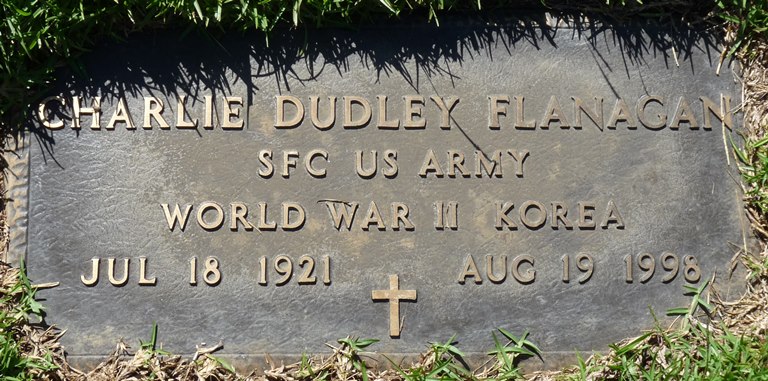 CHARLIE DUDLEY FLANAGAN
SFC US ARMY
WORLD WAR II KOREA
JUL 18 1921 AUG 19 1998